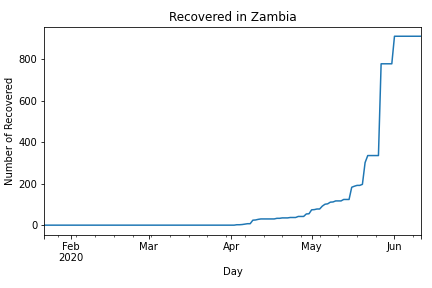 Recovered in Zambia
Number of Recovered
800
600
400
200
0
Feb
2020
Mar
Apr
May
Jun
Day